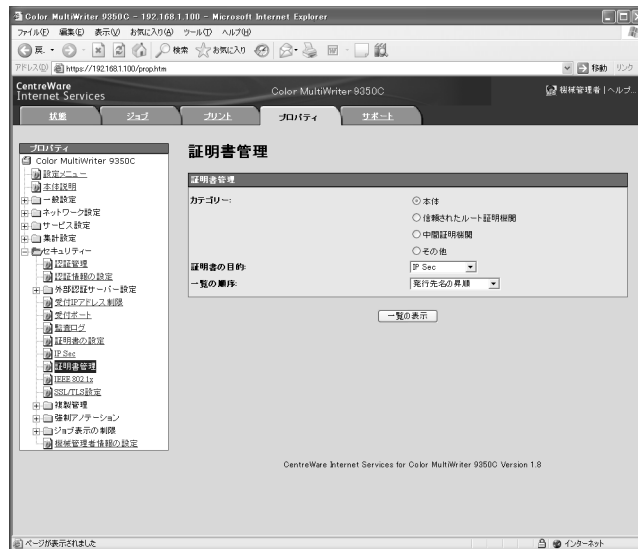 Color MultiWriter 9350C - 192.168.1.100 - Microsoft Internet Explorer
ファイル(F) 編集(E) 表示(V) お気に入り(A) ツール(T) ヘルプ(H)
戻. 検索 お気に入り
アドレス(D) https://192.168.1.100/prop.htm 移動 リンク
CentreWare
Internet Services
Color MultiWriter 9350C
機械管理者 | ヘルプ...
状態 ジョブ プリント プロパティ サポート
プロパティ
Color MultiWriter 9350C
設定メニュー
本体説明
一般設定
ネットワーク設定
サービス設定
集計設定
セキュリティー
認証管理
認証情報の設定
外部認証サーバー設定
受付IPアドレス制限
受付ポート
監査ログ
証明書の設定
IP Sec
証明書管理
IEEE 802.1x
SSL/TLS設定
複製管理
強制アノテーション
ジョブ表示の制限
機械管理者情報の設定
証明書管理
証明書管理
カテゴリー:
本体
信頼されたルート証明機関
中間証明機関
その他
証明書の目的: IP Sec
一覧の順序: 発行先名の昇順
一覧の表示
CentreWare Internet Services for Color MultiWriter 9350C Version 1.8
ページが表示されました
インターネット